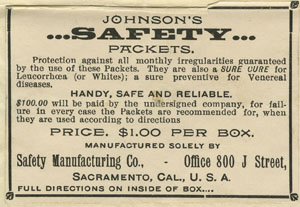 JOHNSON'S
...SAFETY...
PACKETS.
Protection against all monthly irregularities guaranteed
by the use of these Packets. They are also a SURE CURE for
Leucorrhœa (or Whites); a sure preventive for Venereal
diseases.
HANDY, SAFE AND RELIABLE.
$100.00 will be paid by the undersigned company, for fail-
ure in every case the Packets are recommended for, when
they are used according to directions
PRICE. $1.00 PER BOX.
MANUFACTURED SOLELY BY
Safety Manufacturing Co., - Office 800 J Street,
SACRAMENTO, CAL., U. S. A.
FULL DIRECTIONS ON INSIDE OF BOX....